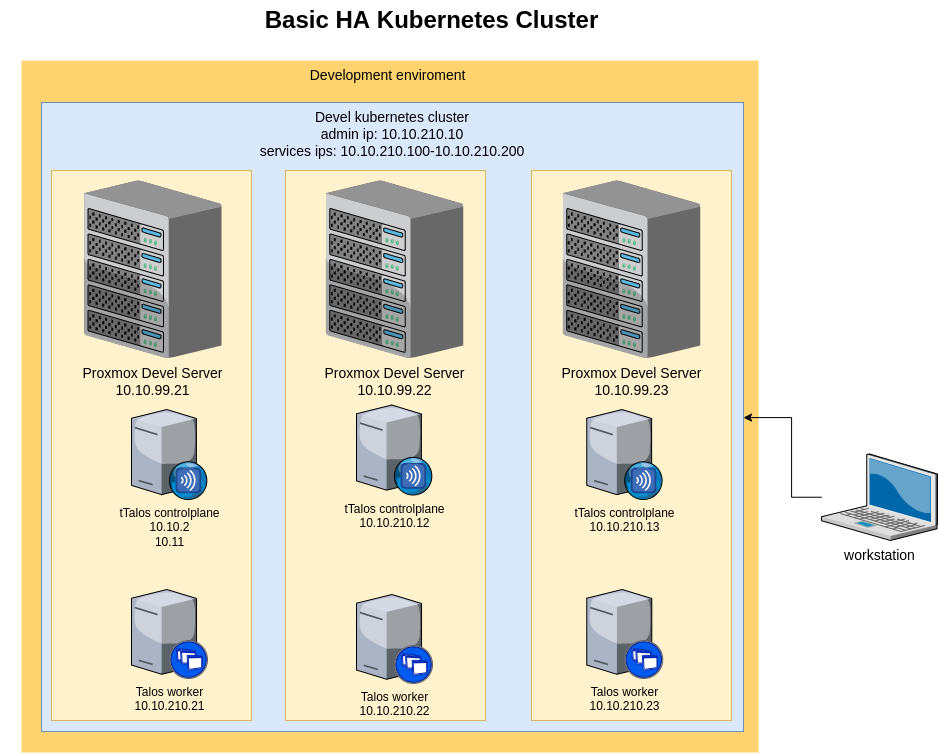 Basic HA Kubernetes Cluster
Development enviroment
Devel kubernetes cluster
admin ip: 10.10.210.10
services ips: 10.10.210.100-10.10.210.200
Proxmox Devel Server
10.10.99.21
Proxmox Devel Server
10.10.99.22
Proxmox Devel Server
10.10.99.23
tTalos controlplane
10.10.2
10.11
tTalos controlplane
10.10.210.12
tTalos controlplane
10.10.210.13
workstation
Talos worker
10.10.210.21
Talos worker
10.10.210.22
Talos worker
10.10.210.23